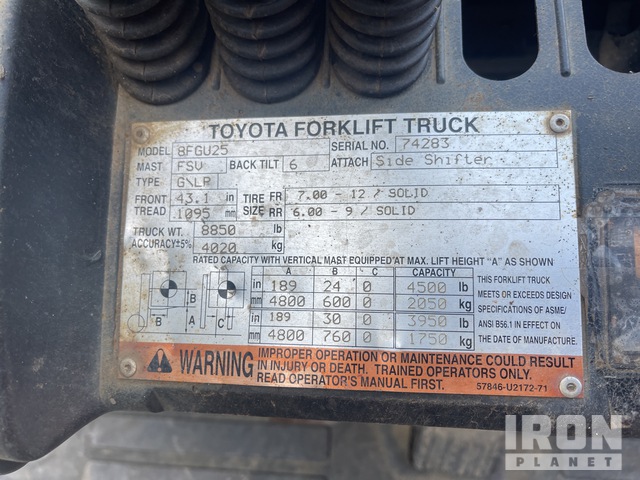 TOYOTA FORKLIFT TRUCK
MODEL 8FGU25 SERIAL NO. 74283
MAST FSV BACK TILT 6 ATTACH Side Shifter
TYPE G\LP
FRONT TREAD 43.1 in TIRE SIZE FR 7.00 - 12 / SOLID
1095 mm RR 6.00 - 9 / SOLID
TRUCK WT. 8850 lb
ACCURACY±5% 4020 kg
RATED CAPACITY WITH VERTICAL MAST EQUIPPED AT MAX. LIFT HEIGHT "A" AS SHOWN
A B C CAPACITY
in 189 24 0 4500 lb
mm 4800 600 0 2050 kg
in 189 30 0 3950 lb
mm 4800 760 0 1750 kg
B
B A C
THIS FORKLIFT TRUCK
MEETS OR EXCEEDS DESIGN
SPECIFICATIONS OF ASME/
ANSI B56.1 IN EFFECT ON
THE DATE OF MANUFACTURE.
WARNING
IMPROPER OPERATION OR MAINTENANCE COULD RESULT
IN INJURY OR DEATH. TRAINED OPERATORS ONLY.
READ OPERATOR'S MANUAL FIRST. 57846-U2172-71
IRON
PLANET